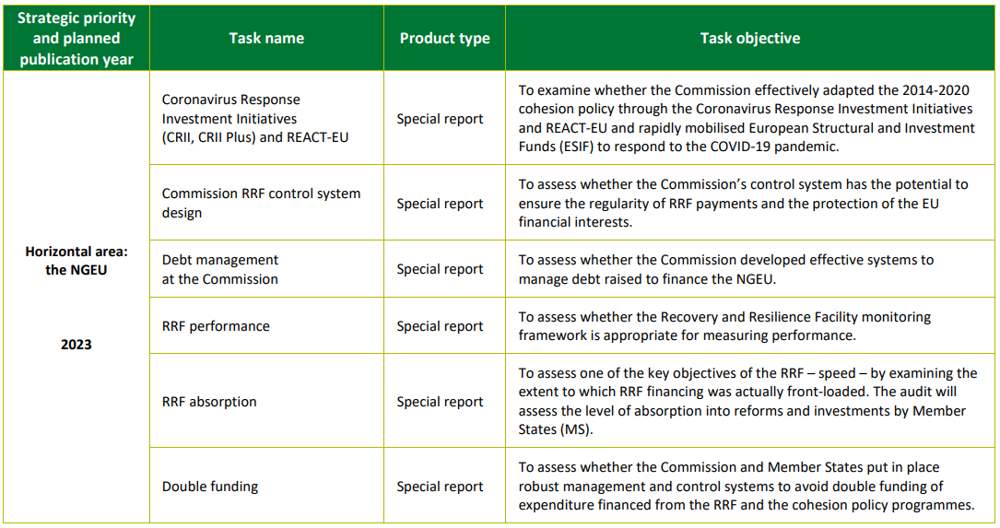 Strategic priority
and planned
publication year
Task name
Product type
Task objective
Horizontal area:
the NGEU
2023
Coronavirus Response
Investment Initiatives
(CRII, CRII Plus) and REACT-EU
Special report
To examine whether the Commission effectively adapted the 2014-2020
cohesion policy through the Coronavirus Response Investment Initiatives
and REACT-EU and rapidly mobilised European Structural and Investment
Funds (ESIF) to respond to the COVID-19 pandemic.
Commission RRF control system
design
Special report
To assess whether the Commission’s control system has the potential to
ensure the regularity of RRF payments and the protection of the EU
financial interests.
Debt management
at the Commission
Special report
To assess whether the Commission developed effective systems to
manage debt raised to finance the NGEU.
RRF performance
Special report
To assess whether the Recovery and Resilience Facility monitoring
framework is appropriate for measuring performance.
RRF absorption
Special report
To assess one of the key objectives of the RRF – speed – by examining the
extent to which RRF financing was actually front-loaded. The audit will
assess the level of absorption into reforms and investments by Member
States (MS).
Double funding
Special report
To assess whether the Commission and Member States put in place
robust management and control systems to avoid double funding of
expenditure financed from the RRF and the cohesion policy programmes.